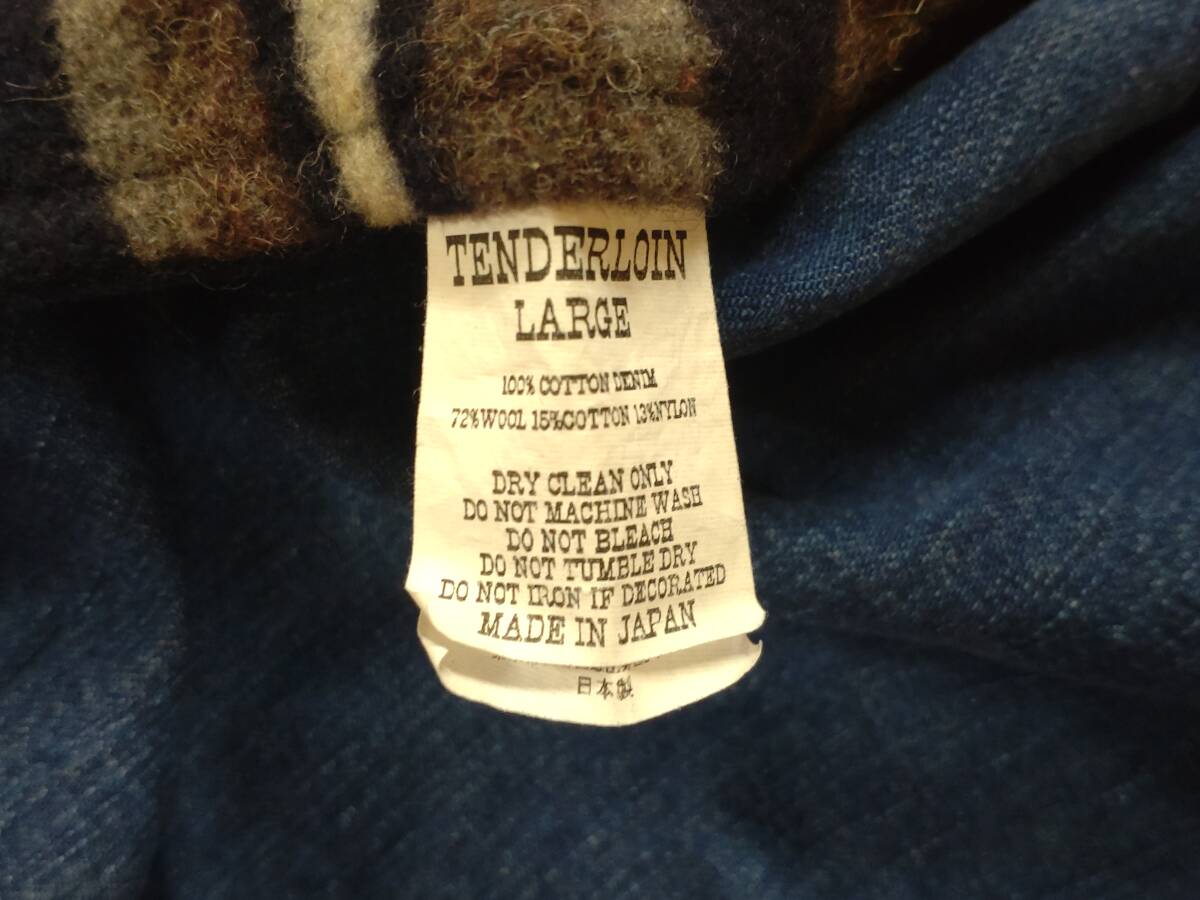 TENDERLOIN
LARGE
100% COTTON DENIM
72%WOOL 15%COTTON 13%NYLON
DRY CLEAN ONLY
DO NOT MACHINE WASH
DO NOT BLEACH
DO NOT TUMBLE DRY
DO NOT IRON IF DECORATED
MADE IN JAPAN
日本製